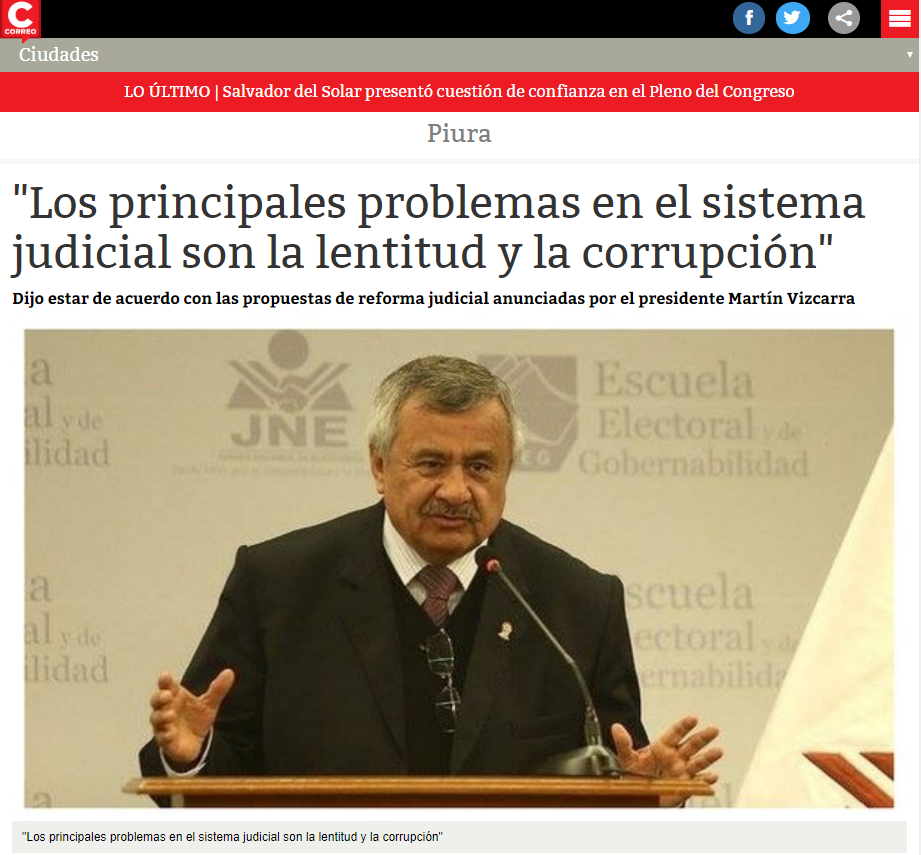 C
CORREO
Ciudades
LO ÚLTIMO | Salvador del Solar presentó cuestión de confianza en el Pleno del Congreso
Piura
"Los principales problemas en el sistema
judicial son la lentitud y la corrupción"
Dijo estar de acuerdo con las propuestas de reforma judicial anunciadas por el presidente Martín Vizcarra
a
al y de
ilidad
JNE
Escuela
Electoral y de
Gobernabilidad
a
al y de
ilidad
scuela
ectoral y de
ernabilida
a
"Los principales problemas en el sistema judicial son la lentitud y la corrupción"